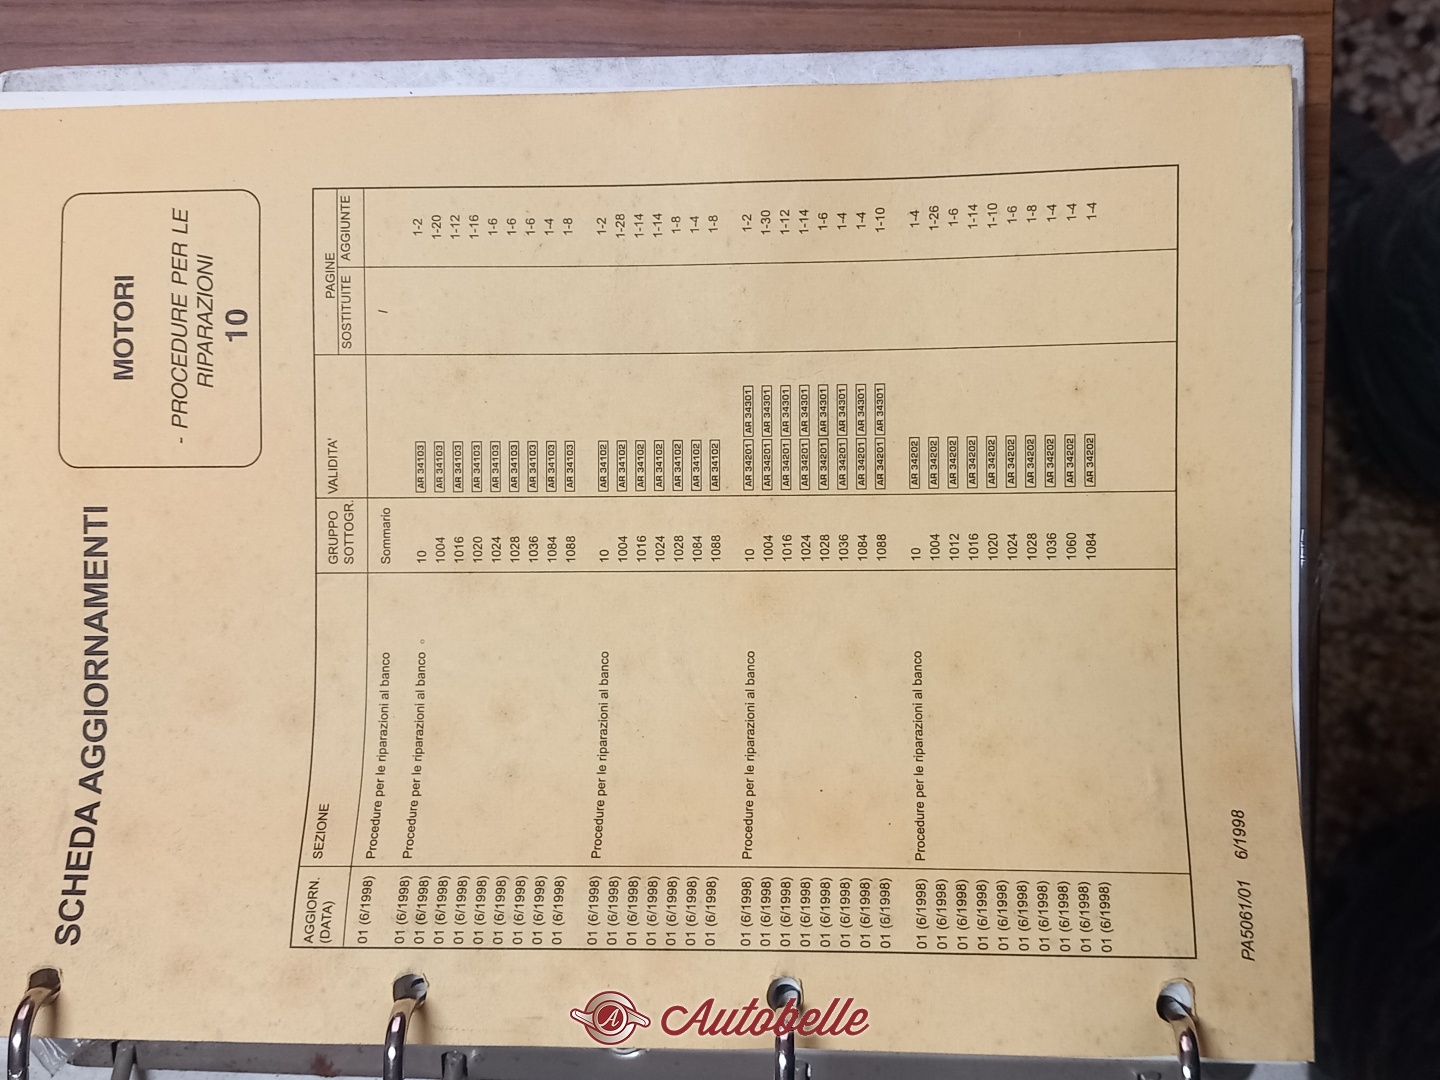 SCHEDA AGGIORNAMENTI
MOTORI
- PROCEDURE PER LE
RIPARAZIONI
10
AGGIORN. (DATA) SEZIONE GRUPPO SOTTOGR. VALIDITA' PAGINE SOSTITUITE AGGIUNTE
01 (6/1998) Procedure per le riparazioni al banco Sommario /
01 (6/1998) Procedure per le riparazioni al banco 10 AR 34103 1-2
01 (6/1998) 1004 AR 34103 1-20
01 (6/1998) 1016 AR 34103 1-12
01 (6/1998) 1020 AR 34103 1-16
01 (6/1998) 1024 AR 34103 1-6
01 (6/1998) 1028 AR 34103 1-6
01 (6/1998) 1036 AR 34103 1-6
01 (6/1998) 1084 AR 34103 1-4
01 (6/1998) 1088 AR 34103 1-8
01 (6/1998) Procedure per le riparazioni al banco 10 AR 34102 1-2
01 (6/1998) 1004 AR 34102 1-28
01 (6/1998) 1016 AR 34102 1-14
01 (6/1998) 1024 AR 34102 1-14
01 (6/1998) 1028 AR 34102 1-8
01 (6/1998) 1084 AR 34102 1-4
01 (6/1998) 1088 AR 34102 1-8
01 (6/1998) Procedure per le riparazioni al banco 10 AR 34201 AR 34301 1-2
01 (6/1998) 1004 AR 34201 AR 34301 1-30
01 (6/1998) 1016 AR 34201 AR 34301 1-12
01 (6/1998) 1024 AR 34201 AR 34301 1-14
01 (6/1998) 1028 AR 34201 AR 34301 1-6
01 (6/1998) 1036 AR 34201 AR 34301 1-4
01 (6/1998) 1084 AR 34201 AR 34301 1-4
01 (6/1998) 1088 AR 34201 AR 34301 1-10
01 (6/1998) Procedure per le riparazioni al banco 10 AR 34202 1-4
01 (6/1998) 1004 AR 34202 1-26
01 (6/1998) 1012 AR 34202 1-6
01 (6/1998) 1016 AR 34202 1-14
01 (6/1998) 1020 AR 34202 1-10
01 (6/1998) 1024 AR 34202 1-6
01 (6/1998) 1028 AR 34202 1-8
01 (6/1998) 1036 AR 34202 1-4
01 (6/1998) 1060 AR 34202 1-4
01 (6/1998) 1084 AR 34202 1-4
PA5061/01 6/1998
A Autobelle